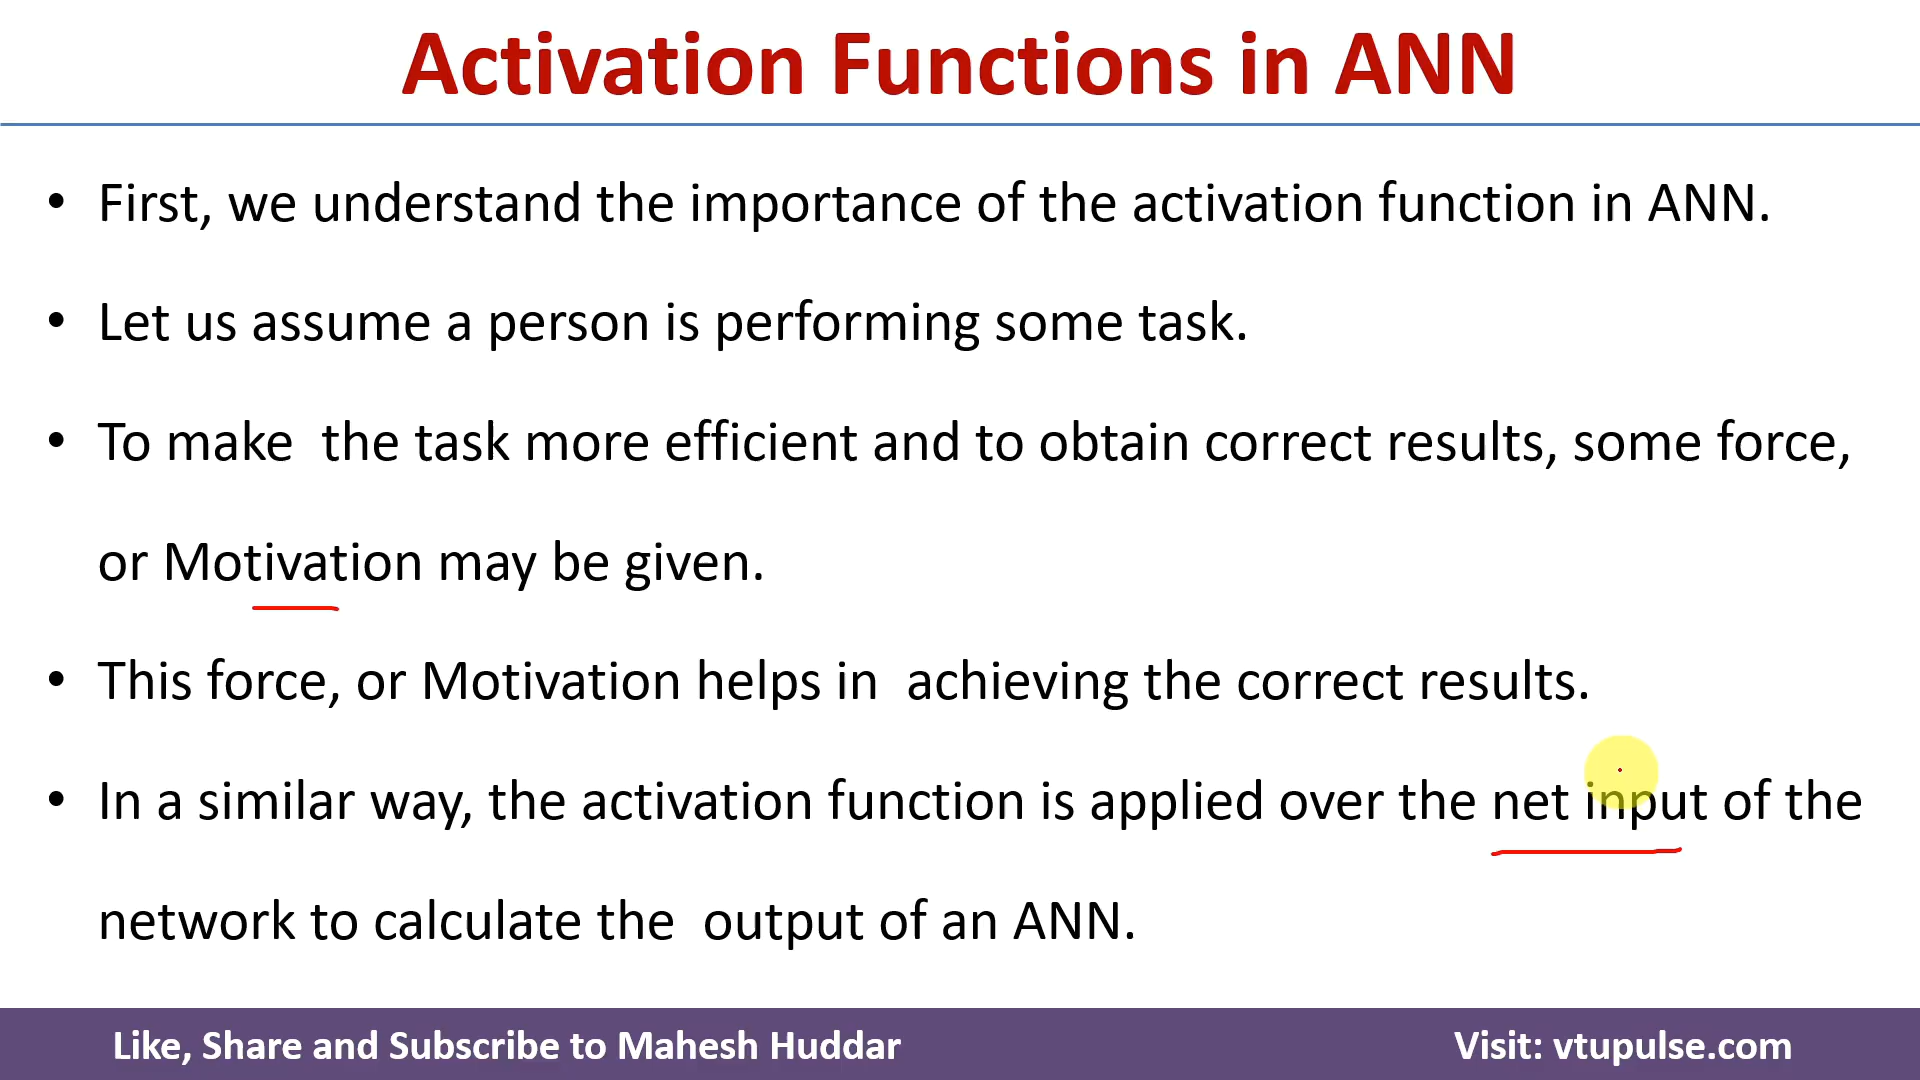 Activation Functions in ANN
• First, we understand the importance of the activation function in ANN.
• Let us assume a person is performing some task.
• To make  the task more efficient and to obtain correct results, some force,
or Motivation may be given.
• This force, or Motivation helps in  achieving the correct results.
• In a similar way, the activation function is applied over the net input of the
network to calculate the  output of an ANN.
Like, Share and Subscribe to Mahesh Huddar
Visit: vtupulse.com